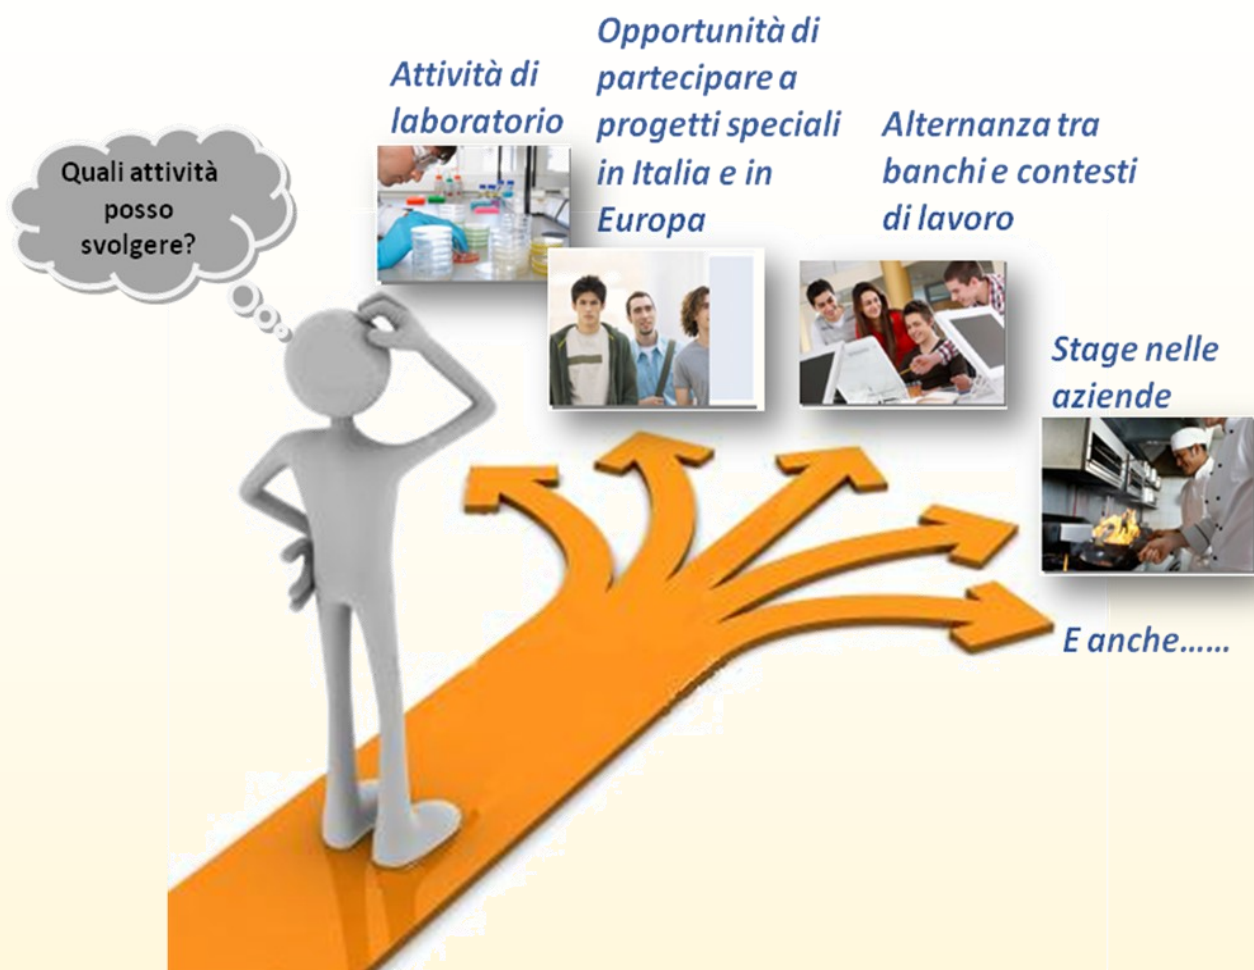 Quali attività
posso
svolgere?
Attività di
laboratorio
Opportunità di
partecipare a
progetti speciali
in Italia e in
Europa
Alternanza tra
banchi e contesti
di lavoro
Stage nelle
aziende
E anche......